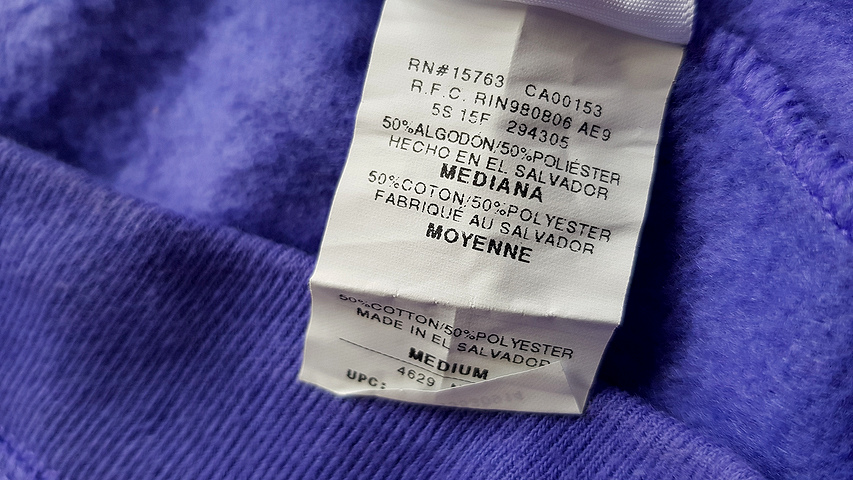 RN#15763 CA00153
R.F.C. RIN980806 AE9
5S 15F 294305
50%ALGODÓN/50%POLIÉSTER
HECHO EN EL SALVADOR
MEDIANA
50%COTON/50%POLYESTER
FABRIQUÉ AU SALVADOR
MOYENNE
50%COTTON/50%POLYESTER
MADE IN EL SALVADOR
MEDIUM
4629
UPC: